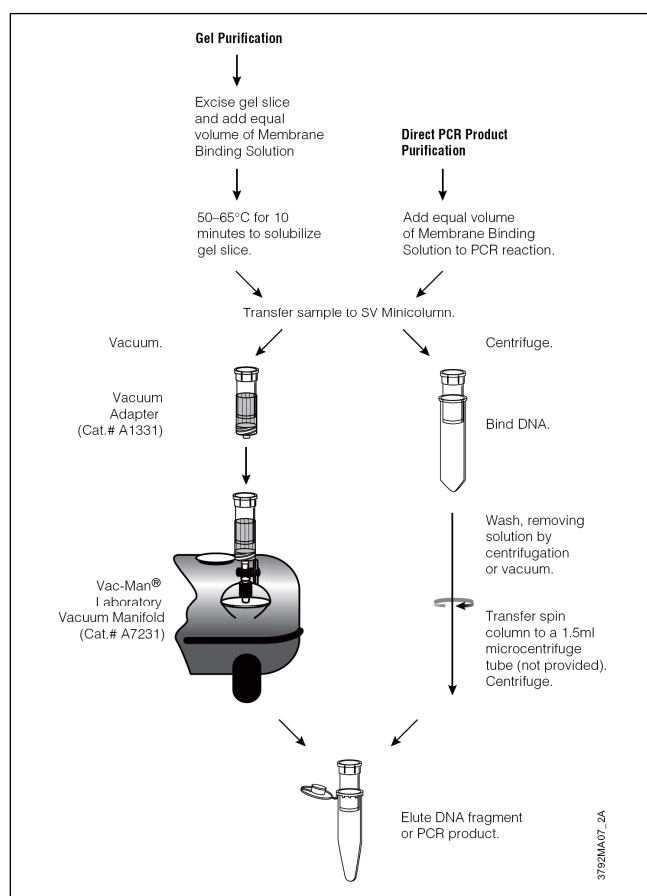 Gel Purification
Excise gel slice
and add equal
volume of Membrane
Binding Solution
Direct PCR Product
Purification
50–65°C for 10
minutes to solubilize
gel slice.
Add equal volume
of Membrane Binding
Solution to PCR reaction.
Transfer sample to SV Minicolumn.
Vacuum.
Centrifuge.
Vacuum
Adapter
(Cat.# A1331)
Bind DNA.
Wash, removing
solution by
centrifugation
or vacuum.
Vac-Man®
Laboratory
Vacuum Manifold
(Cat.# A7231)
Transfer spin
column to a 1.5ml
microcentrifuge
tube (not provided).
Centrifuge.
Elute DNA fragment
or PCR product.
3792MA07_2A